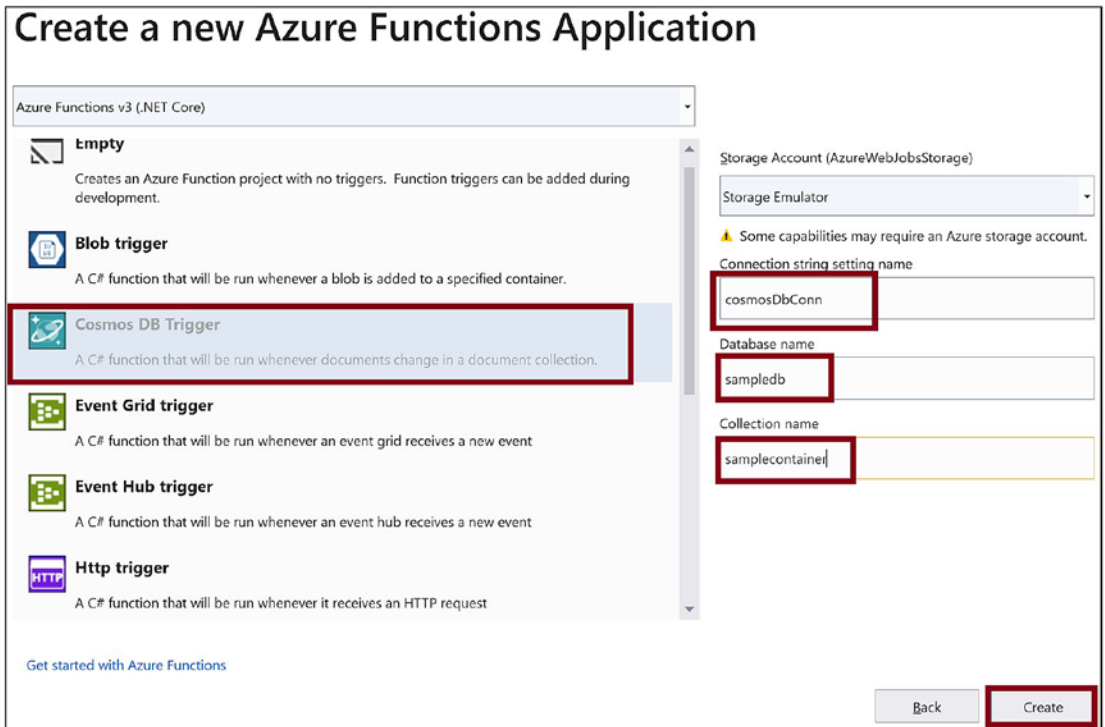 Create a new Azure Functions Application
Azure Functions v3 (.NET Core)
Empty
Creates an Azure Function project with no triggers. Function triggers can be added during
development.
Blob trigger
A C# function that will be run whenever a blob is added to a specified container.
Cosmos DB Trigger
A C# function that will be run whenever documents change in a document collection.
Event Grid trigger
A C# function that will be run whenever an event grid receives a new event
Event Hub trigger
A C# function that will be run whenever an event hub receives a new event
HTTP
Http trigger
A C# function that will be run whenever it receives an HTTP request
Get started with Azure Functions
Storage Account (AzureWebJobsStorage)
Storage Emulator
Some capabilities may require an Azure storage account.
Connection string setting name
cosmosDbConn
Database name
sampledb
Collection name
samplecontainer
Back
Create